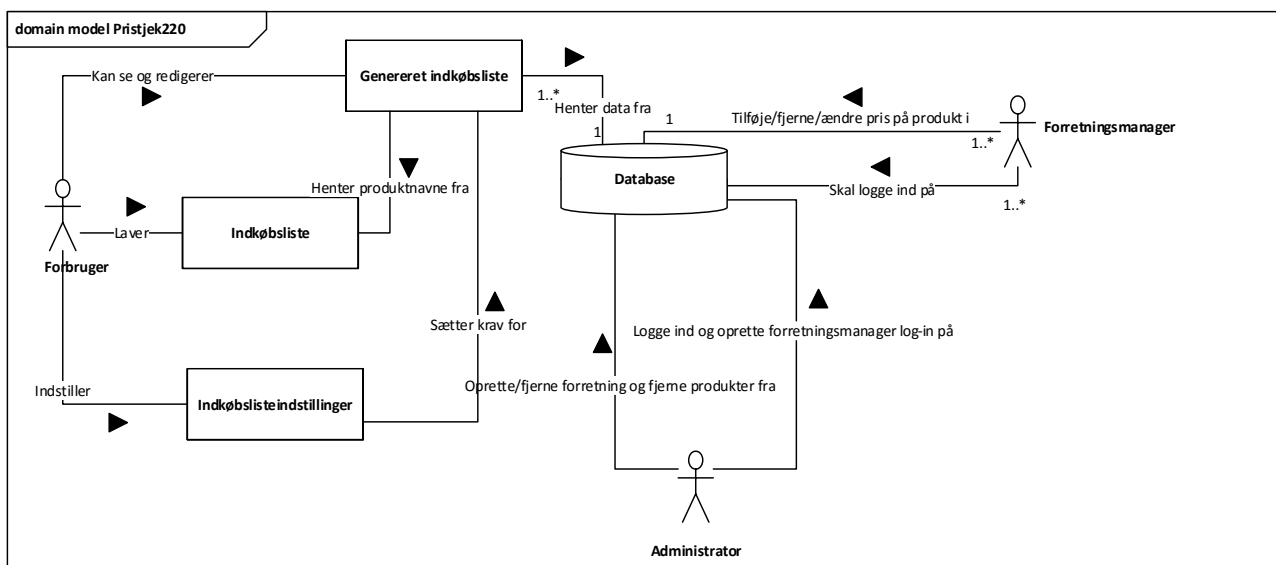 domain model Pristjek220
Kan se og redigerer
Genereret indkøbsliste
1..*
Henter data fra
1
1
Tilføje/fjerne/ændre pris på produkt i
1..*
Forretningsmanager
Database
Skal logge ind på
1..*
Henter produktnavne fra
Laver
Indkøbsliste
Forbruger
Sætter krav for
Logge ind og oprette forretningsmanager log-in på
Oprette/fjerne forretning og fjerne produkter fra
Indstiller
Indkøbslisteindstillinger
Administrator